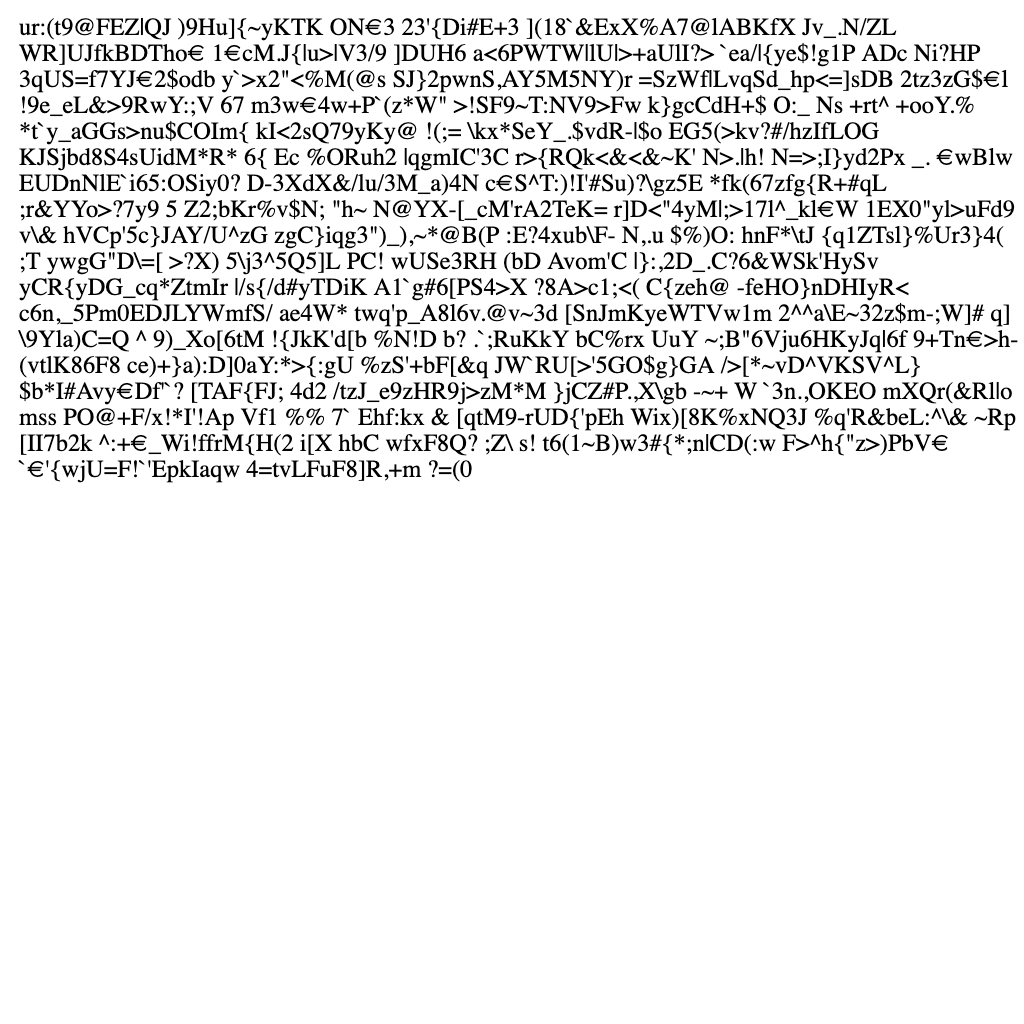 ur:(t9@FEZ|QJ )9Hu]{~yKTK ON€3 23'{Di#E+3 ](18`&ExX%A7@lABKfX Jv_.N/ZL
WR]UJfkBDTho€ 1€cM.J{|u>|V3/9 ]DUH6 a<6PWTW|IU|>+aU|I?> `ea/|{ye$!g1P ADc Ni?HP
3qUS=f7YJ€2$odb y`>x2"<%M(@s SJ}2pwnS,AY5M5NY)r =SzWf|LvqSd_hp<=]sDB 2tz3zG$€l
!9e_eL&>9RwY:;V 67 m3w€4w+P`(z*W" >!SF9~T:NV9>Fw k}gcCdH+$ O:_ Ns +rt^ +ooY.%
*t`y_aGGs>nu$COIm{ kI<2sQ79yKy@ !(;= \kx*SeY_.$vdR-|$o EG5(>kv?#/hzIfLOG
KJSjbd8S4sUidM*R* 6{ Ec %ORuh2 |qgmIC'3C r>{RQk<&<&~K' N>.|h! N=>;I}yd2Px _. €wBlw
EUDnNlE`i65:OSiy0? D-3XdX&/lu/3M_a)4N c€S^T:)!I'#Su)?\gz5E *fk(67zfg{R+#qL
;r&YYo>?7y9 5 Z2;bKr%v$N; "h~ N@YX-[_cM'rA2TeK= r]D<"4yM|;>17l^_kl€W 1EX0"yl>uFd9
v\& hVCp'5c}JAY/U^zG zgC}iqg3")_),~*@B(P :E?4xub\F- N,.u $%)O: hnF*\tJ {q1ZTsl}%Ur3}4(
;T ywgG"D\=[ >?X) 5\j3^5Q5]L PC! wUSe3RH (bD Avom'C |}:,2D_.C?6&WSk'HySv
yCR{yDG_cq*ZtmIr |/s{/d#yTDiK A1`g#6[PS4>X ?8A>c1;<( C{zeh@ -feHO}nDHIyR<
c6n,_5Pm0EDJLYWmfS/ ae4W* twq'p_A8l6v.@v~3d [SnJmKyeWTVw1m 2^^a\E~32z$m-;W]# q]
\9Yla)C=Q ^ 9)_Xo[6tM !{JkK'd[b %N!D b? .`;RuKkY bC%rx UuY ~;B"6Vju6HKyJq|6f 9+Tn€>h-
(vtlK86F8 ce)+}a):D]0aY:*>{:gU %zS'+bF[&q JW`RU[>'5GO$g}GA />[*~vD^VKSV^L}
$b*I#Avy€Df'`? [TAF{FJ; 4d2 /tzJ_e9zHR9j>zM*M }jCZ#P.,X\gb -~+ W `3n.,OKEO mXQr(&R1|o
mss PO@+F/x!*I'!Ap Vf1 %% 7` Ehf:kx & [qtM9-rUD{'pEh Wix)[8K%xNQ3J %q'R&beL:^\& ~Rp
[II7b2k ^:+€_Wi!ffrM{H(2 i[X hbC wfxF8Q? ;Z\ s! t6(1~B)w3#{*;n|CD(:w F>^h{"z>)PbV€
`€'{wjU=F!`'EpkIaqw 4=tvLFuF8]R,+m ?=(0